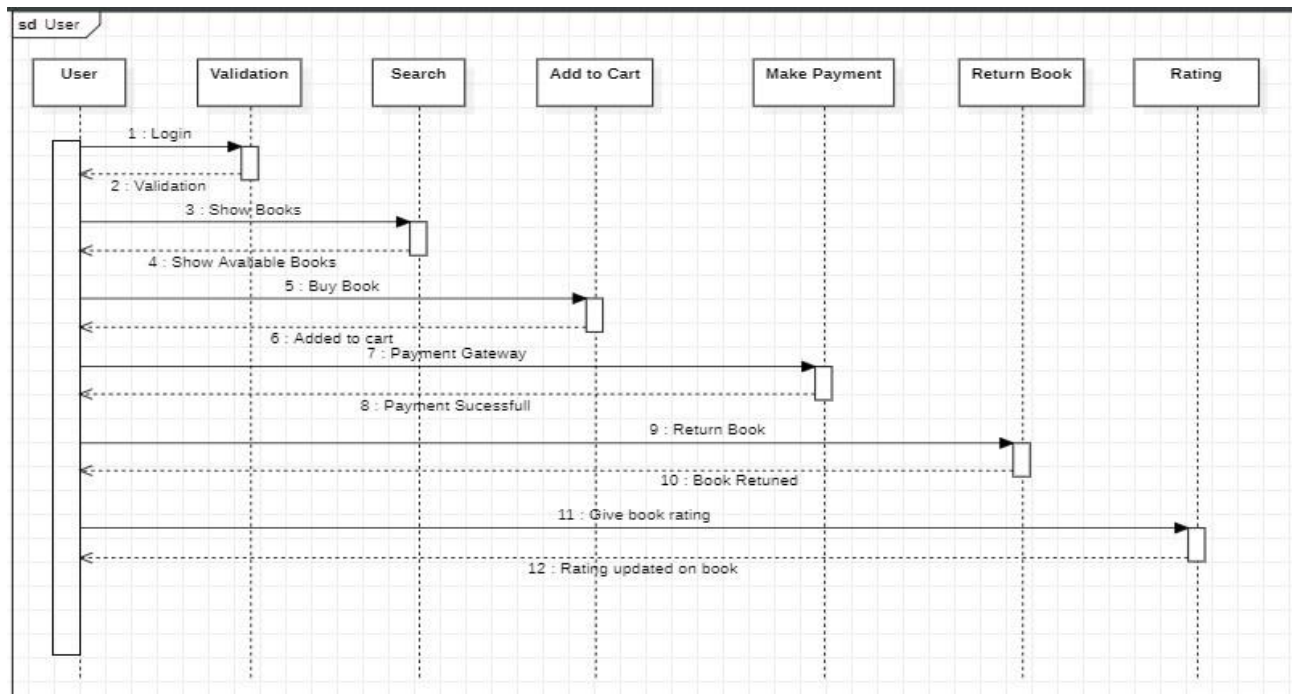 sd User
User
Validation
Search
Add to Cart
Make Payment
Return Book
Rating
1 : Login
2 : Validation
3 : Show Books
4 : Show Available Books
5 : Buy Book
6 : Added to cart
7 : Payment Gateway
8 : Payment Sucessfull
9 : Return Book
10 : Book Retuned
11 : Give book rating
12 : Rating updated on book